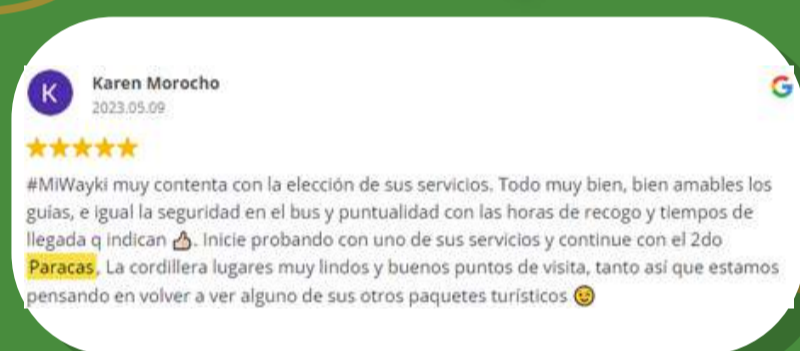 K
Karen Morocho
G
2023.05.09
#MiWayki muy contenta con la elección de sus servicios. Todo muy bien, bien amables los
guías, e igual la seguridad en el bus y puntualidad con las horas de recogo y tiempos de
llegada q indican 👍. Inicie probando con uno de sus servicios y continue con el 2do
Paracas, La cordillera lugares muy lindos y buenos puntos de visita, tanto así que estamos
pensando en volver a ver alguno de sus otros paquetes turísticos 😉